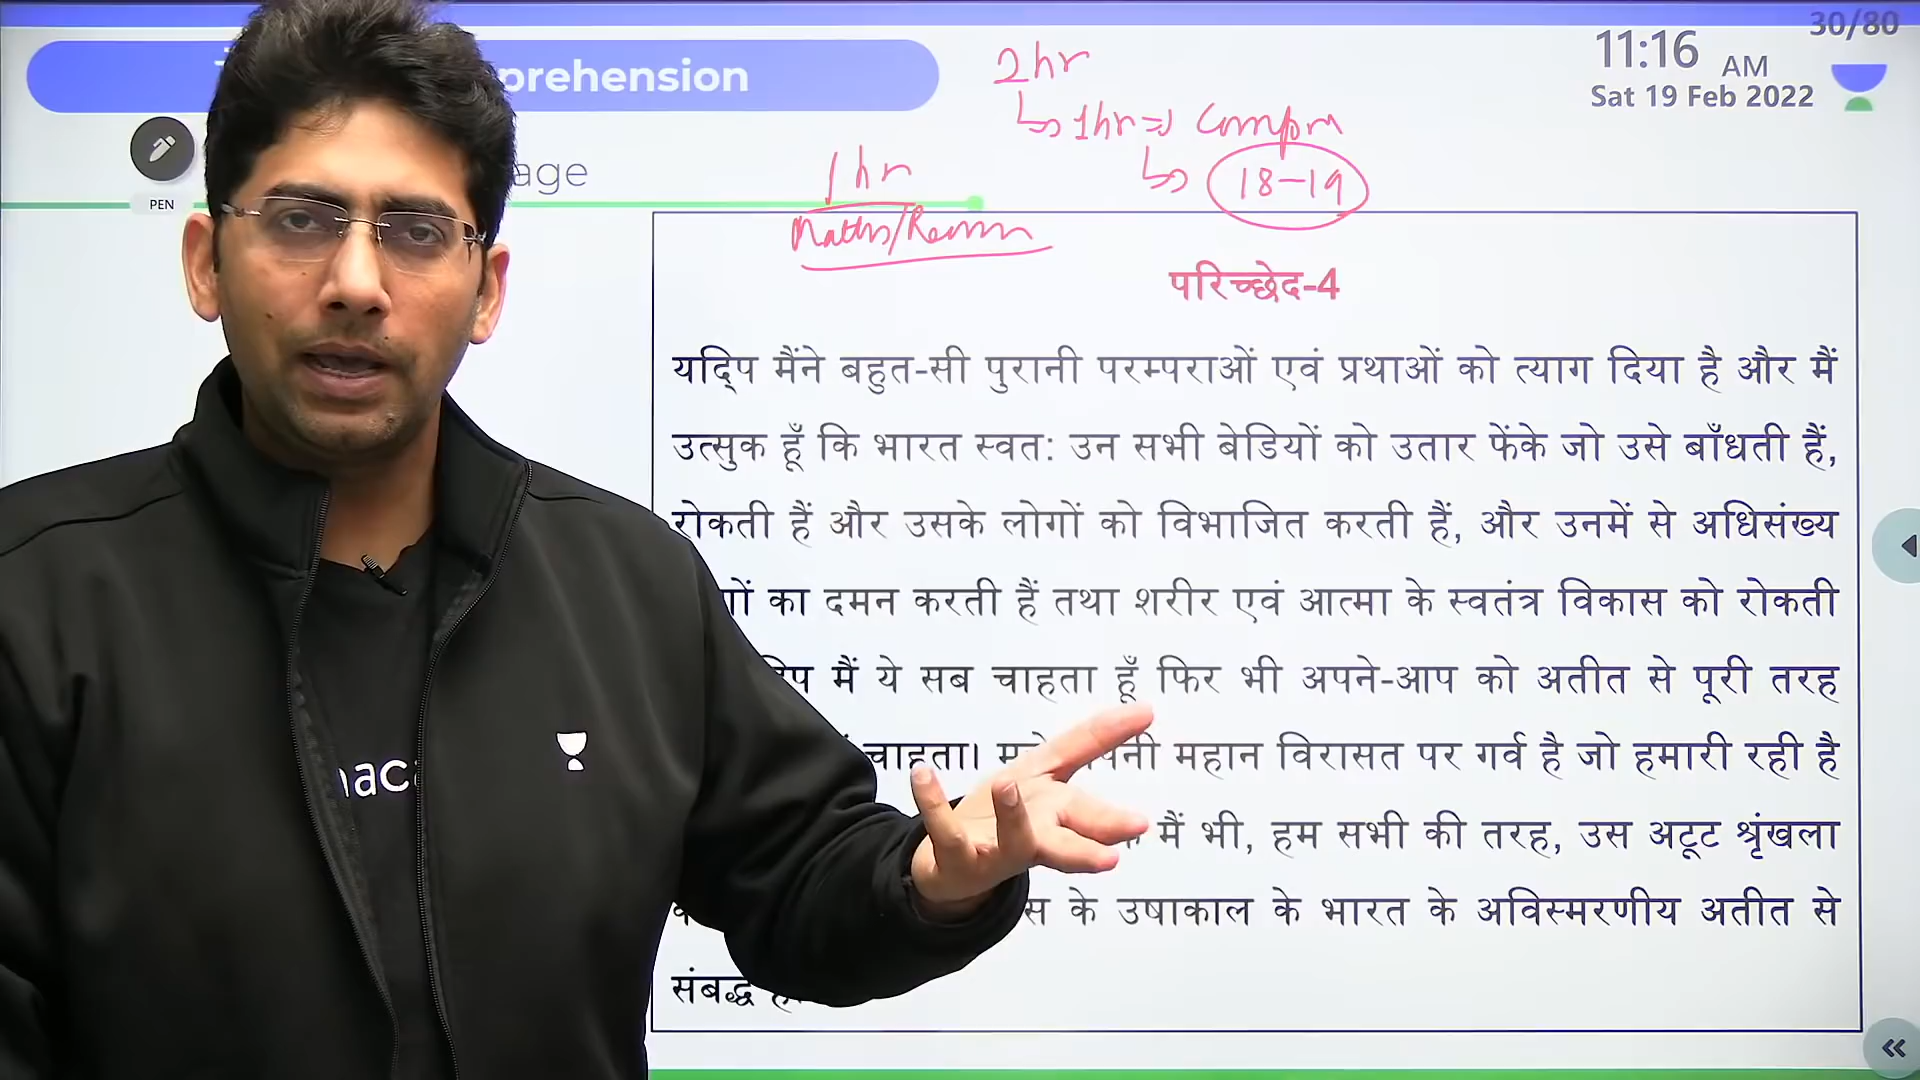 30/80
11:16 AM
Sat 19 Feb 2022
prehension
2hr
1hr ⇒ Compr
18-19
1hr
Maths/Reason
PEN
age
परिच्छेद-4
यद्पि मैंने बहुत-सी पुरानी परम्पराओं एवं प्रथाओं को त्याग दिया है और मैं
उत्सुक हूँ कि भारत स्वत: उन सभी बेडियों को उतार फेंके जो उसे बाँधती हैं,
रोकती हैं और उसके लोगों को विभाजित करती हैं, और उनमें से अधिसंख्य
गों का दमन करती हैं तथा शरीर एवं आत्मा के स्वतंत्र विकास को रोकती
पि मैं ये सब चाहता हूँ फिर भी अपने-आप को अतीत से पूरी तरह
चाहता। पनी महान विरासत पर गर्व है जो हमारी रही है
मैं भी, हम सभी की तरह, उस अटूट श्रृंखला
स के उषाकाल के भारत के अविस्मरणीय अतीत से
संबद्ध
nac